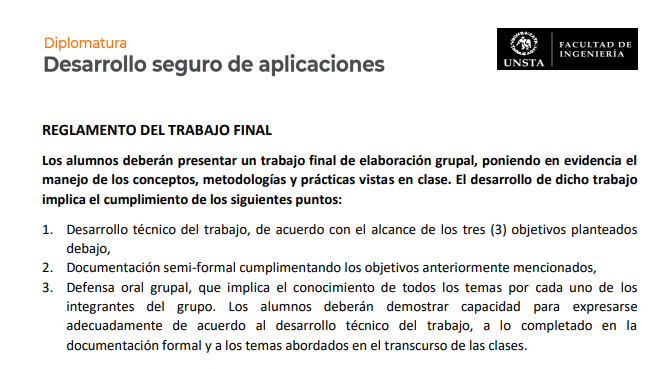 Diplomatura
Desarrollo seguro de aplicaciones
UNSTA
FACULTAD DE
INGENIERÍA
REGLAMENTO DEL TRABAJO FINAL
Los alumnos deberán presentar un trabajo final de elaboración grupal, poniendo en evidencia el
manejo de los conceptos, metodologías y prácticas vistas en clase. El desarrollo de dicho trabajo
implica el cumplimiento de los siguientes puntos:
1. Desarrollo técnico del trabajo, de acuerdo con el alcance de los tres (3) objetivos planteados
debajo,
2. Documentación semi-formal cumplimentando los objetivos anteriormente mencionados,
3. Defensa oral grupal, que implica el conocimiento de todos los temas por cada uno de los
integrantes del grupo. Los alumnos deberán demostrar capacidad para expresarse
adecuadamente de acuerdo al desarrollo técnico del trabajo, a lo completado en la
documentación formal y a los temas abordados en el transcurso de las clases.